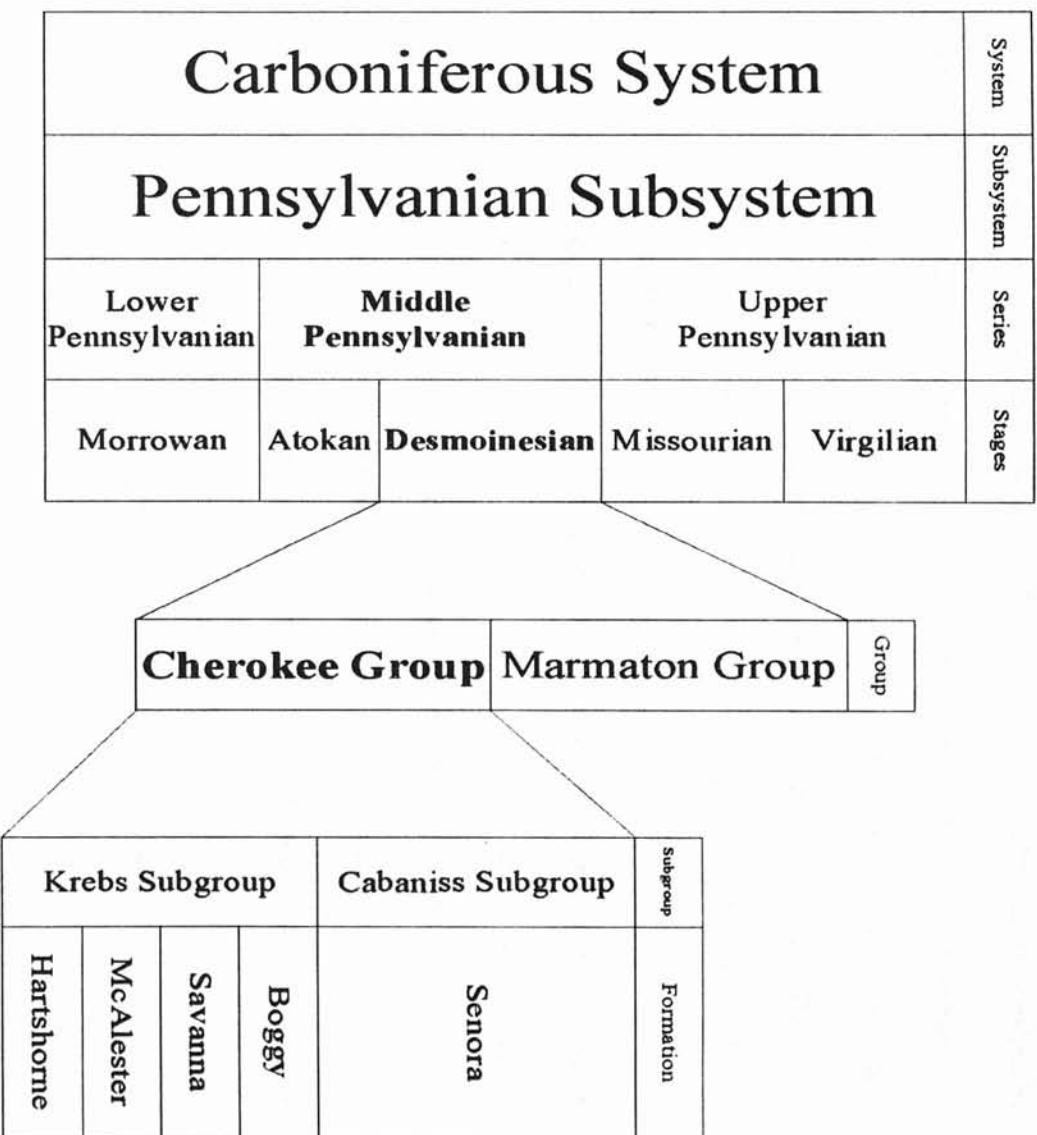 Carboniferous System
System
Pennsylvanian Subsystem
Subsystem
Lower
Pennsylvanian
Middle
Pennsylvanian
Upper
Pennsylvanian
Series
Morrowan
Atokan
Desmoinesian
Missourian
Virgilian
Stages
Cherokee Group
Marmaton Group
Group
Krebs Subgroup
Cabaniss Subgroup
Subgroup
Hartshorne
McAlester
Savanna
Boggy
Senora
Formation